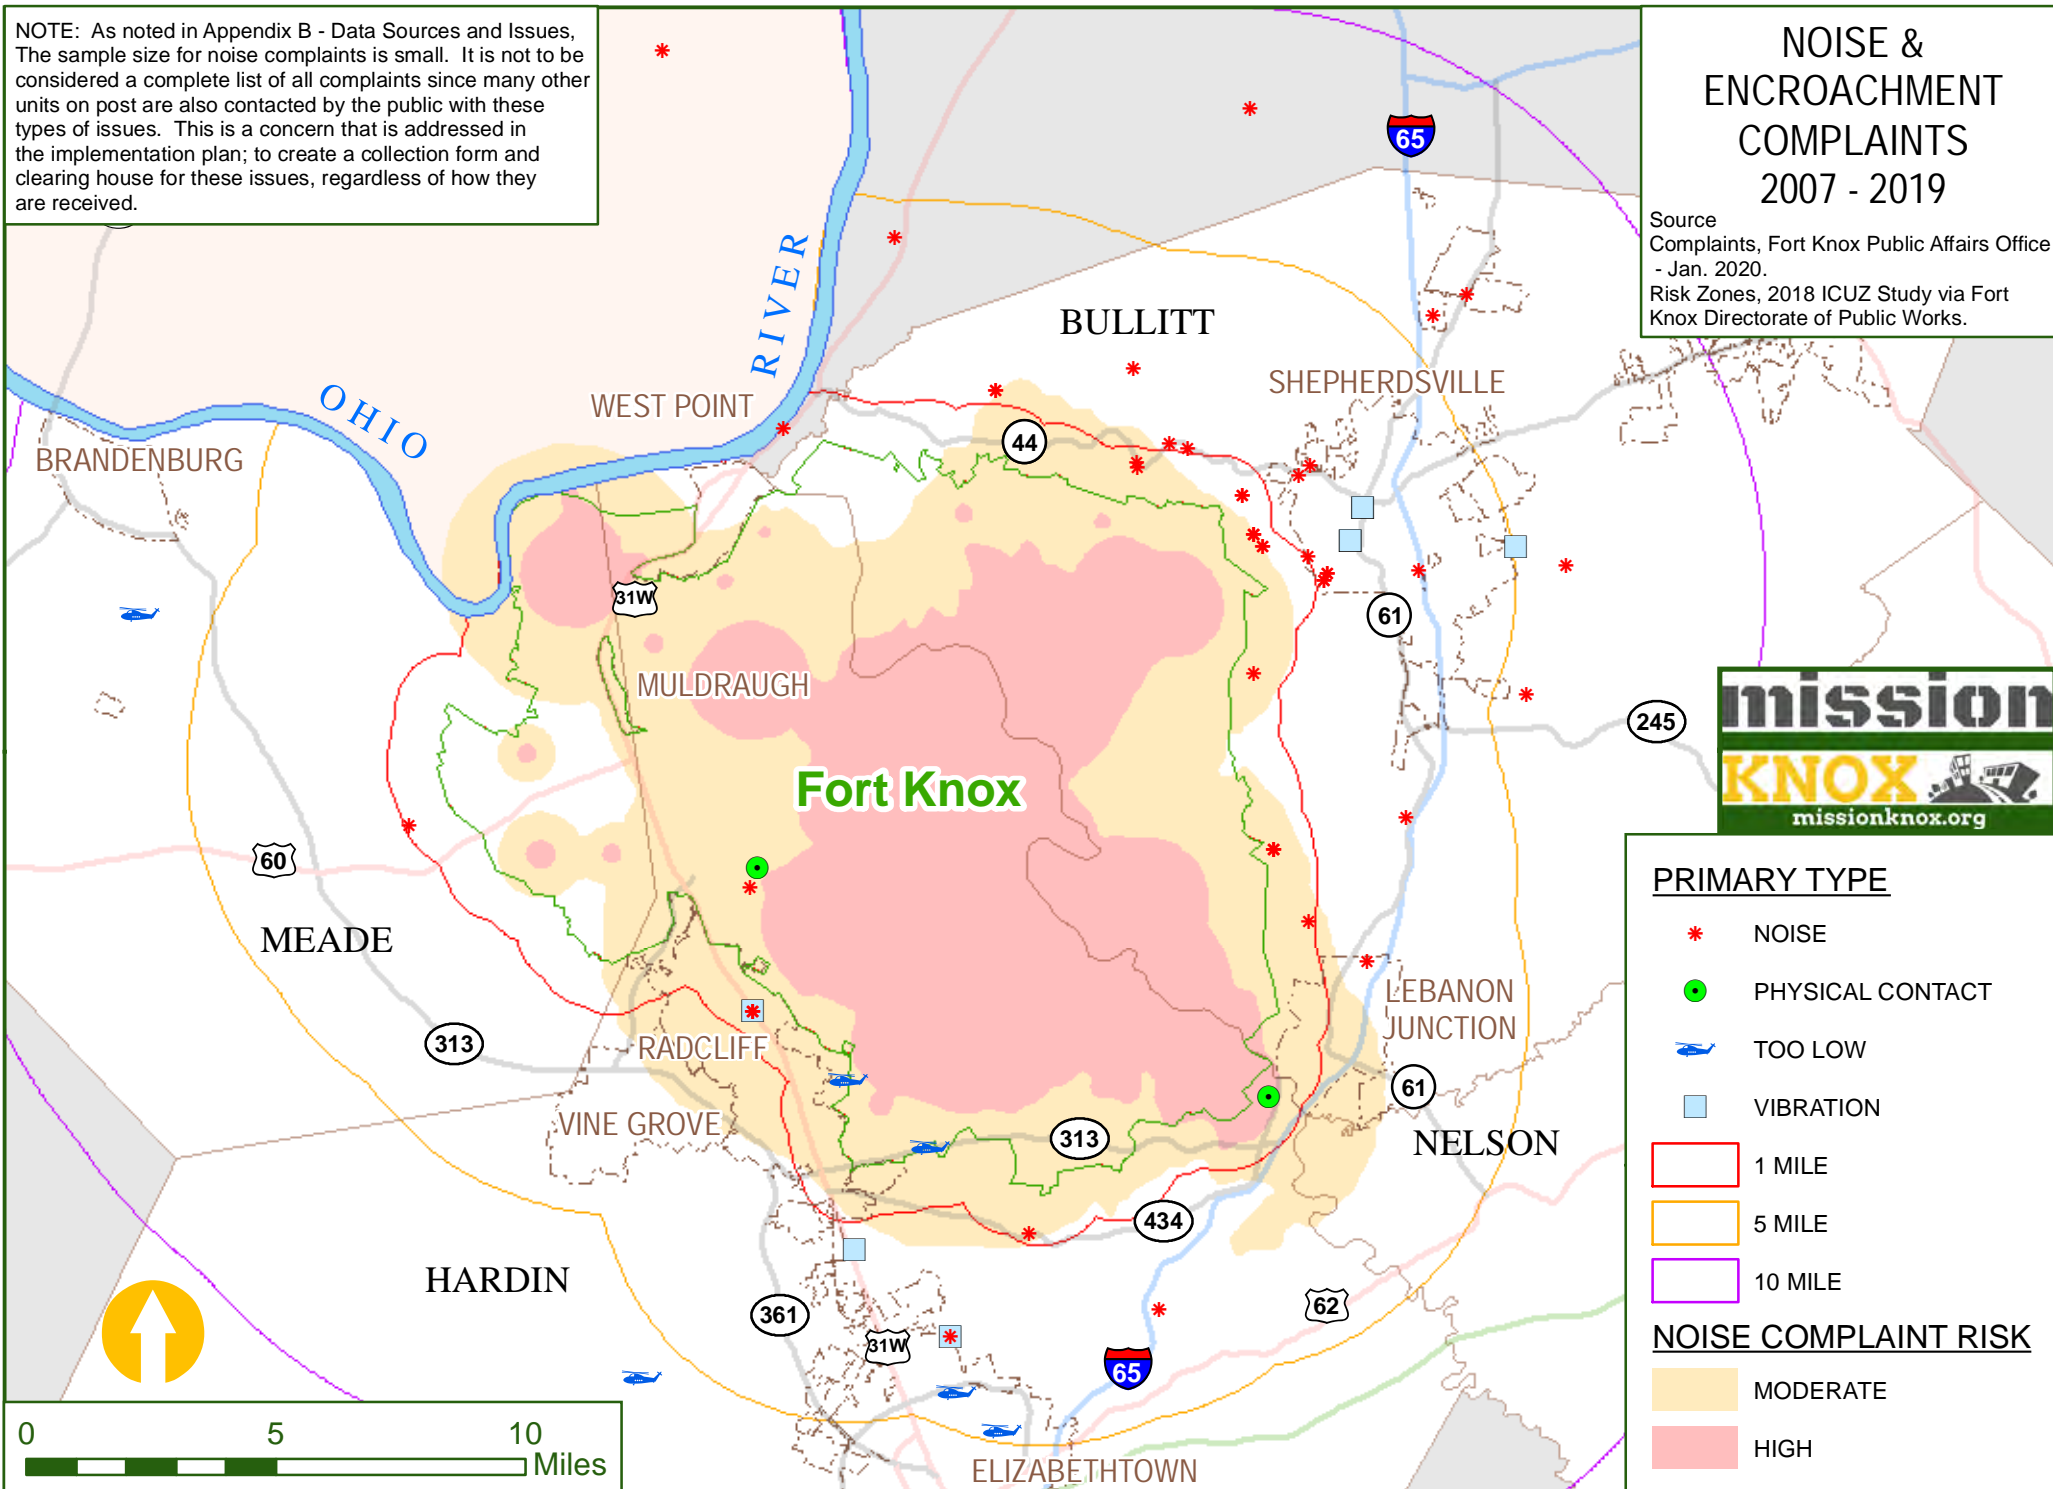 NOTE: As noted in Appendix B - Data Sources and Issues,
The sample size for noise complaints is small. It is not to be
considered a complete list of all complaints since many other
units on post are also contacted by the public with these
types of issues. This is a concern that is addressed in
the implementation plan; to create a collection form and
clearing house for these issues, regardless of how they
are received.
NOISE &
ENCROACHMENT
COMPLAINTS
2007 - 2019
Source
Complaints, Fort Knox Public Affairs Office
- Jan. 2020.
Risk Zones, 2018 ICUZ Study via Fort
Knox Directorate of Public Works.
65
OHIO
RIVER
BULLITT
WEST POINT
SHEPHERDSVILLE
BRANDENBURG
44
31W
61
MULDRAUGH
245
mission
KNOX
missionknox.org
Fort Knox
60
MEADE
313
RADCLIFF
LEBANON
JUNCTION
61
VINE GROVE
313
NELSON
434
HARDIN
361
31W
62
65
ELIZABETHTOWN
PRIMARY TYPE
NOISE
PHYSICAL CONTACT
TOO LOW
VIBRATION
1 MILE
5 MILE
10 MILE
NOISE COMPLAINT RISK
MODERATE
HIGH
0 5 10
Miles